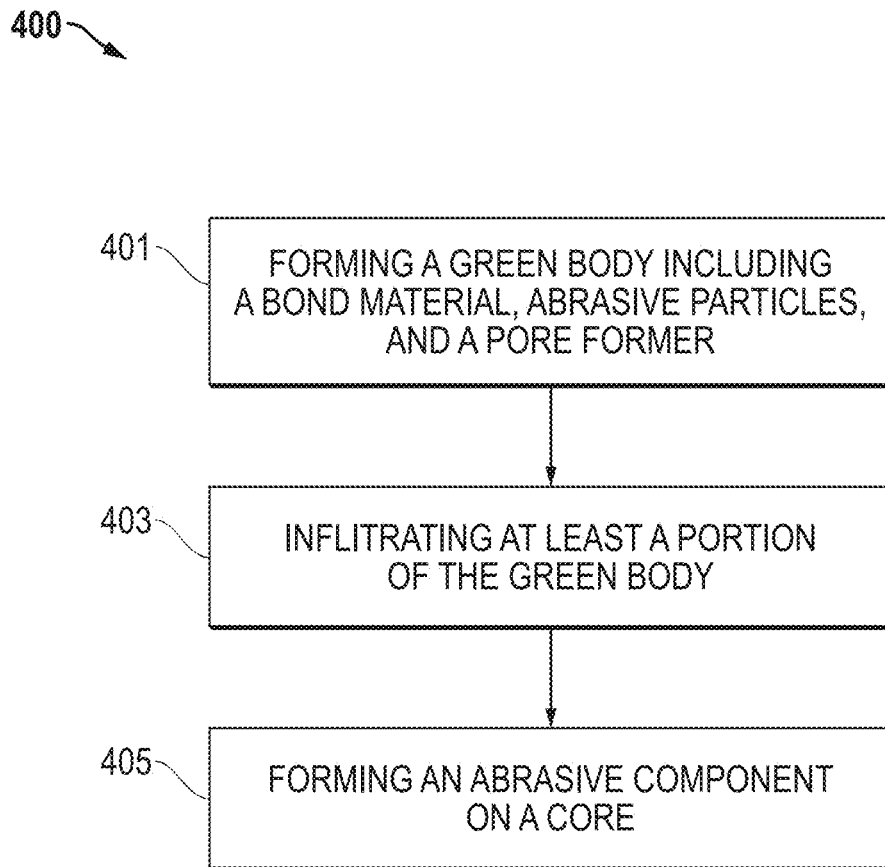 400
401
FORMING A GREEN BODY INCLUDING
A BOND MATERIAL, ABRASIVE PARTICLES,
AND A PORE FORMER
403
INFLITRATING AT LEAST A PORTION
OF THE GREEN BODY
405
FORMING AN ABRASIVE COMPONENT
ON A CORE